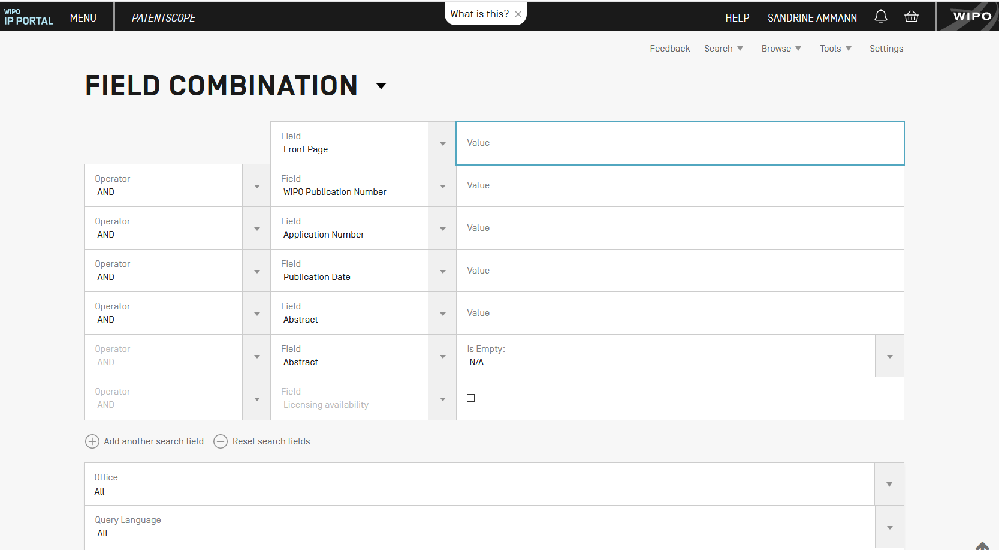 WIPO
IP PORTAL
MENU
PATENTSCOPE
What is this?
HELP
SANDRINE AMMANN
WIPO
Feedback
Search
Browse
Tools
Settings
FIELD COMBINATION
Field
Front Page
Value
Operator
AND
Field
WIPO Publication Number
Value
Operator
AND
Field
Application Number
Value
Operator
AND
Field
Publication Date
Value
Operator
AND
Field
Abstract
Value
Operator
AND
Field
Abstract
Is Empty:
N/A
Operator
AND
Field
Licensing availability
Add another search field
Reset search fields
Office
All
Query Language
All